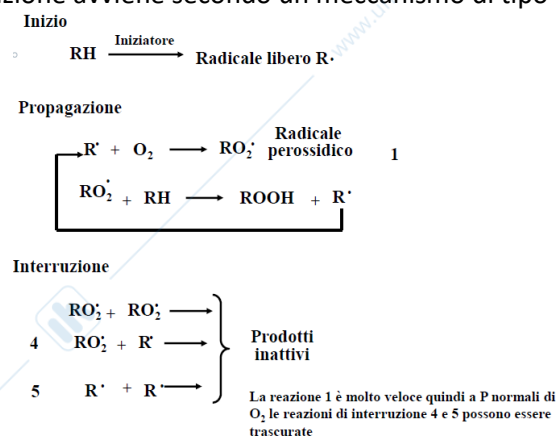 izione avviene secondo un meccanismo di tipo
Inizio
RH Iniziatore ⟶ Radicale libero R·
Propagazione
R· + O₂ ⟶ RO₂· Radicale perossidico 1
RO₂· + RH ⟶ ROOH + R·
Interruzione
RO₂· + RO₂· ⟶
4 RO₂· + R· ⟶
5 R· + R· ⟶
Prodotti
inattivi
La reazione 1 è molto veloce quindi a P normali di
O₂ le reazioni di interruzione 4 e 5 possono essere
trascurate